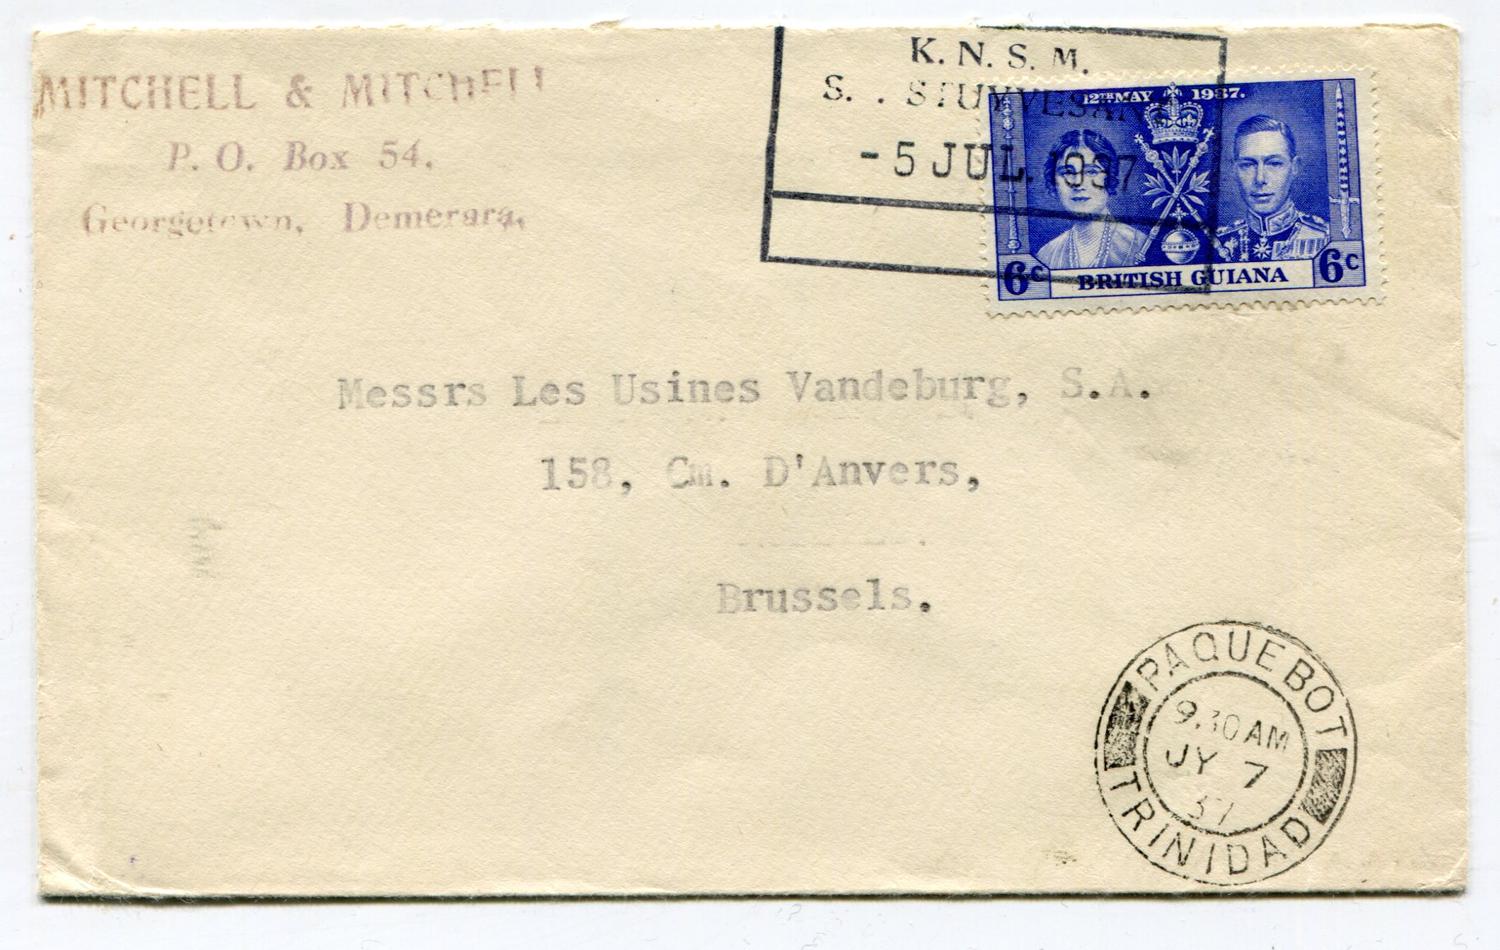 MITCHELL & MITCHELL
P. O. Box 54.
Georgetown, Demerara.
K. N. S. M.
S. . STUYVESANT
-5 JUL. 1937
12TH MAY 1937.
6c BRITISH GUIANA 6c
Messrs Les Usines Vandeburg, S.A.
158, Cm. D'Anvers,
Brussels.
PAQUEBOT
9.30 AM
JY 7
37
TRINIDAD